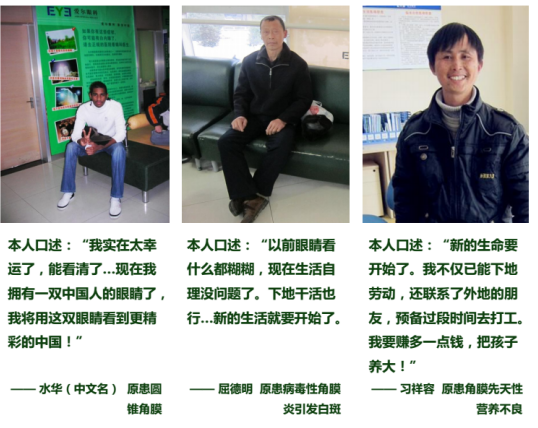 EYE
本人口述：“我实在太幸
运了，能看清了...现在我
拥有一双中国人的眼睛了，
我将用这双眼睛看到更精
彩的中国！”
—— 水华（中文名） 原患圆
锥角膜
本人口述：“以前眼睛看
什么都糊糊，现在生活自
理没问题了。下地干活也
行...新的生活就要开始了。
—— 屈德明 原患病毒性角膜
炎引发白斑
本人口述：“新的生命要
开始了。我不仅已能下地
劳动，还联系了外地的朋
友，预备过段时间去打工。
我要赚多一点钱，把孩子
养大！”
—— 习祥容 原患角膜先天性
营养不良